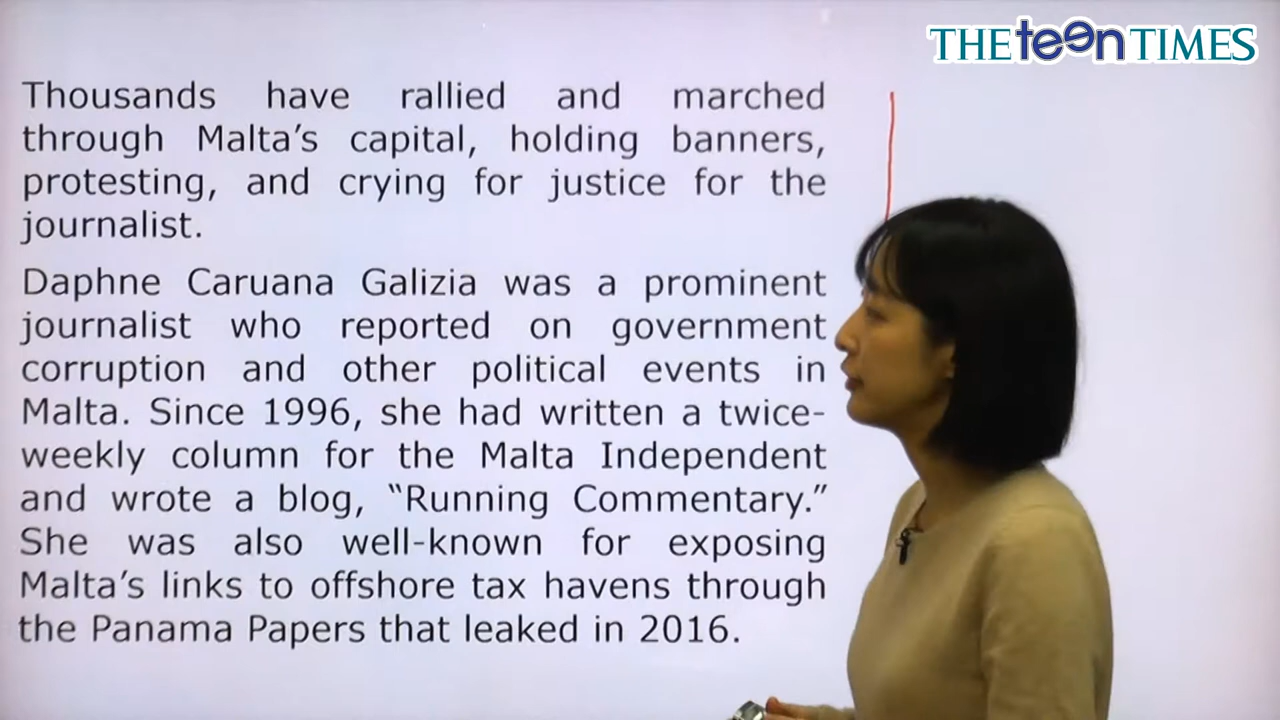 THE teen TIMES
Thousands have rallied and marched
through Malta’s capital, holding banners,
protesting, and crying for justice for the
journalist.
Daphne Caruana Galizia was a prominent
journalist who reported on government
corruption and other political events in
Malta. Since 1996, she had written a twice-
weekly column for the Malta Independent
and wrote a blog, “Running Commentary.”
She was also well-known for exposing
Malta’s links to offshore tax havens through
the Panama Papers that leaked in 2016.